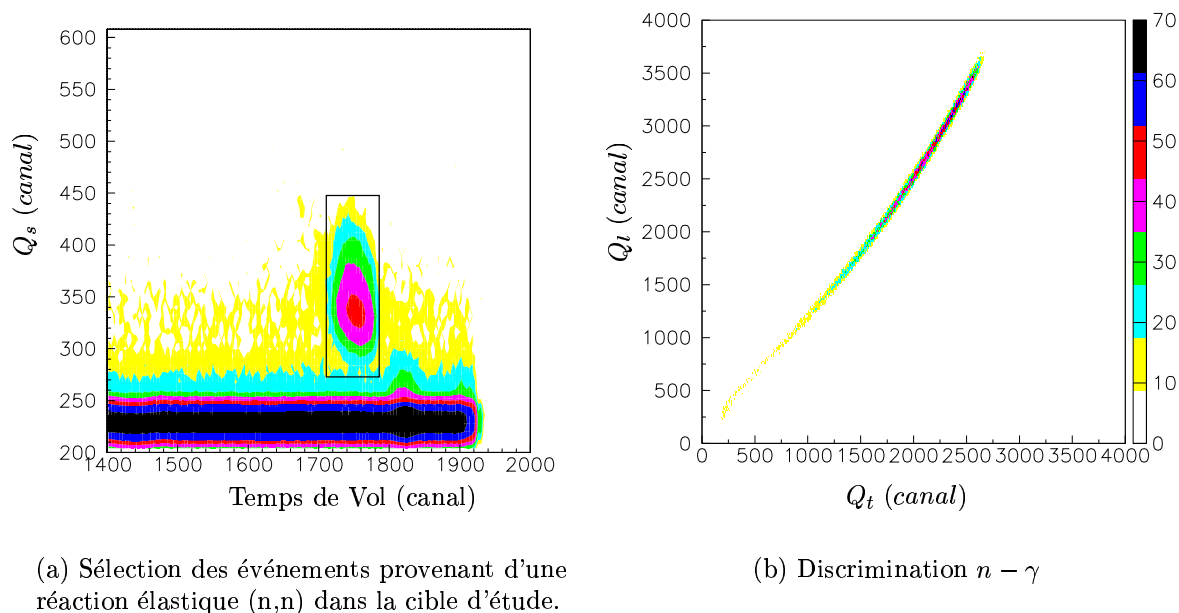 600
550
500
450
400
350
300
250
200
Q_s (canal)
1400 1500 1600 1700 1800 1900 2000
Temps de Vol (canal)
(a) Sélection des événements provenant d'une
réaction élastique (n,n) dans la cible d'étude.
4000
3500
3000
2500
2000
1500
1000
500
0
Q_l (canal)
0 500 1000 1500 2000 2500 3000 3500 4000
Q_t (canal)
70
60
50
40
30
20
10
0
(b) Discrimination n − γ